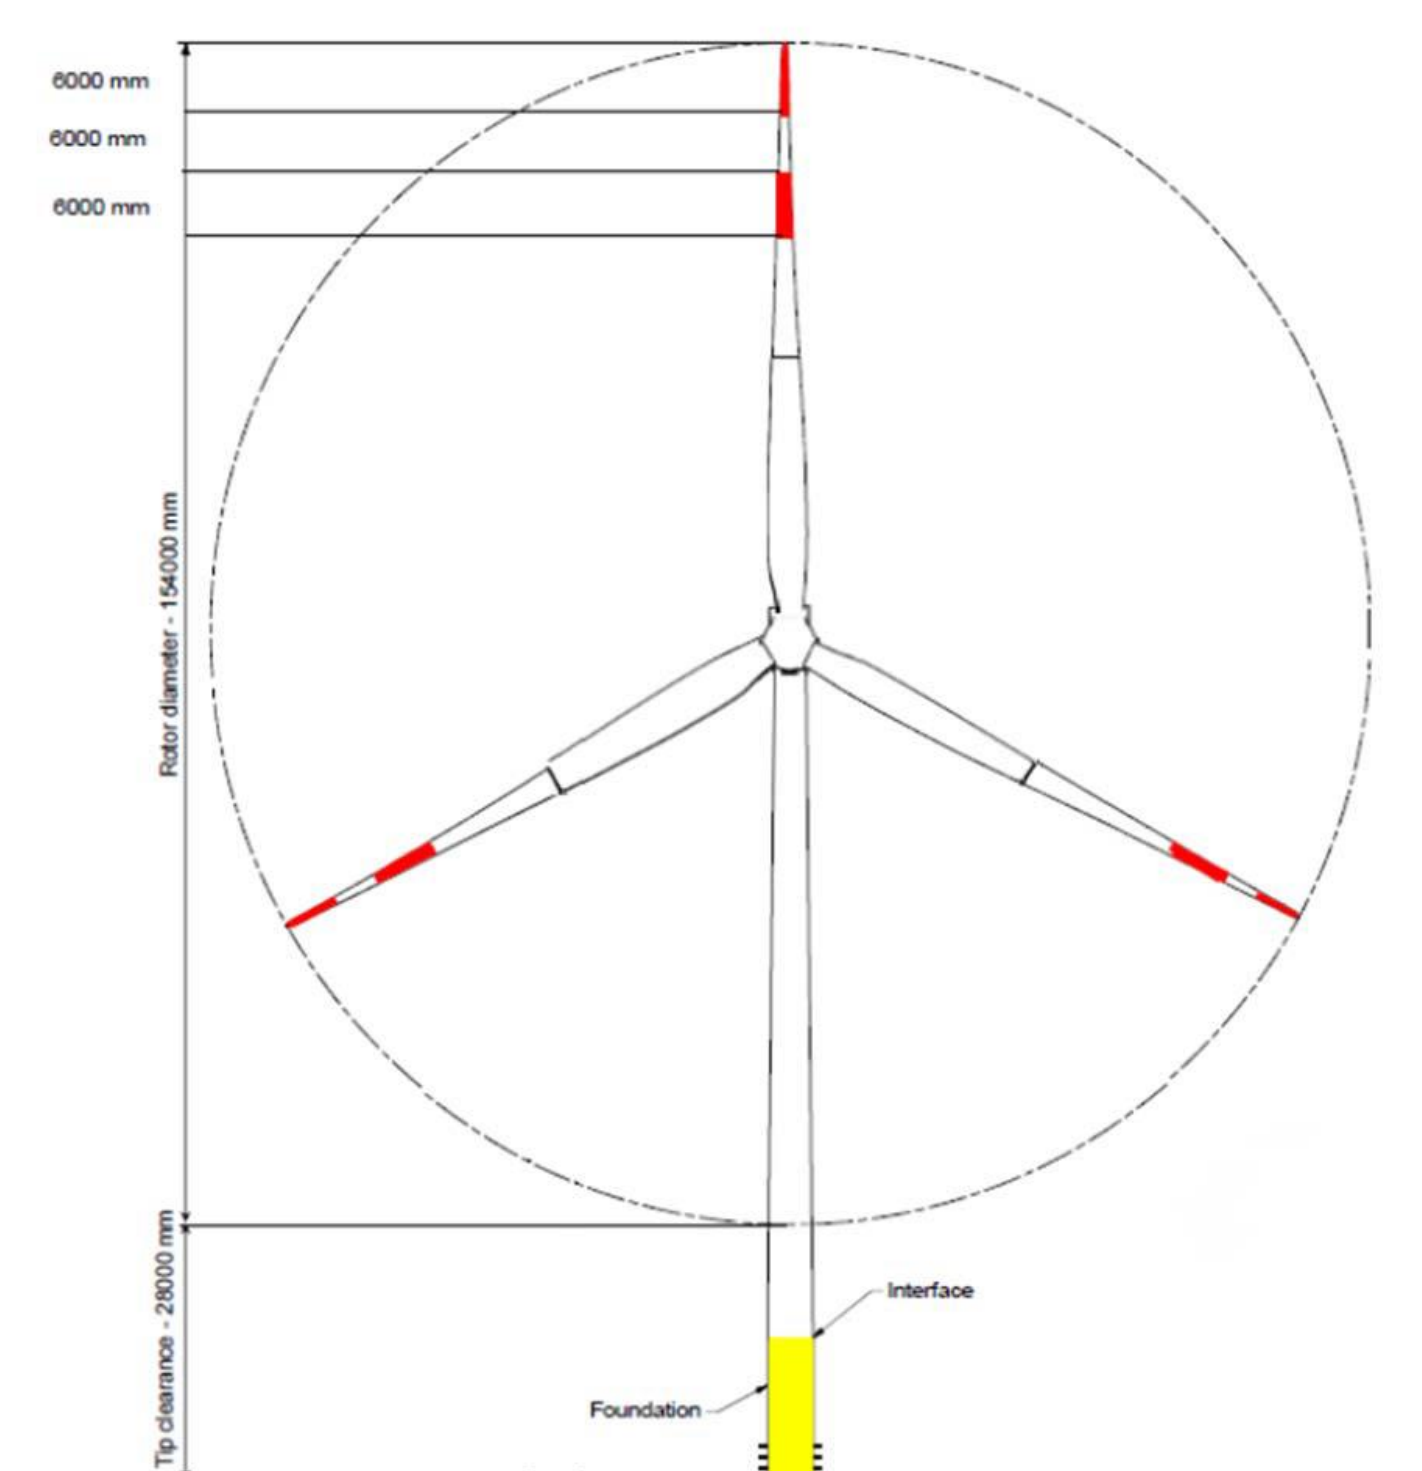 6000 mm
6000 mm
6000 mm
Rotor diameter - 154000 mm
Tip clearance - 28000 mm
Interface
Foundation